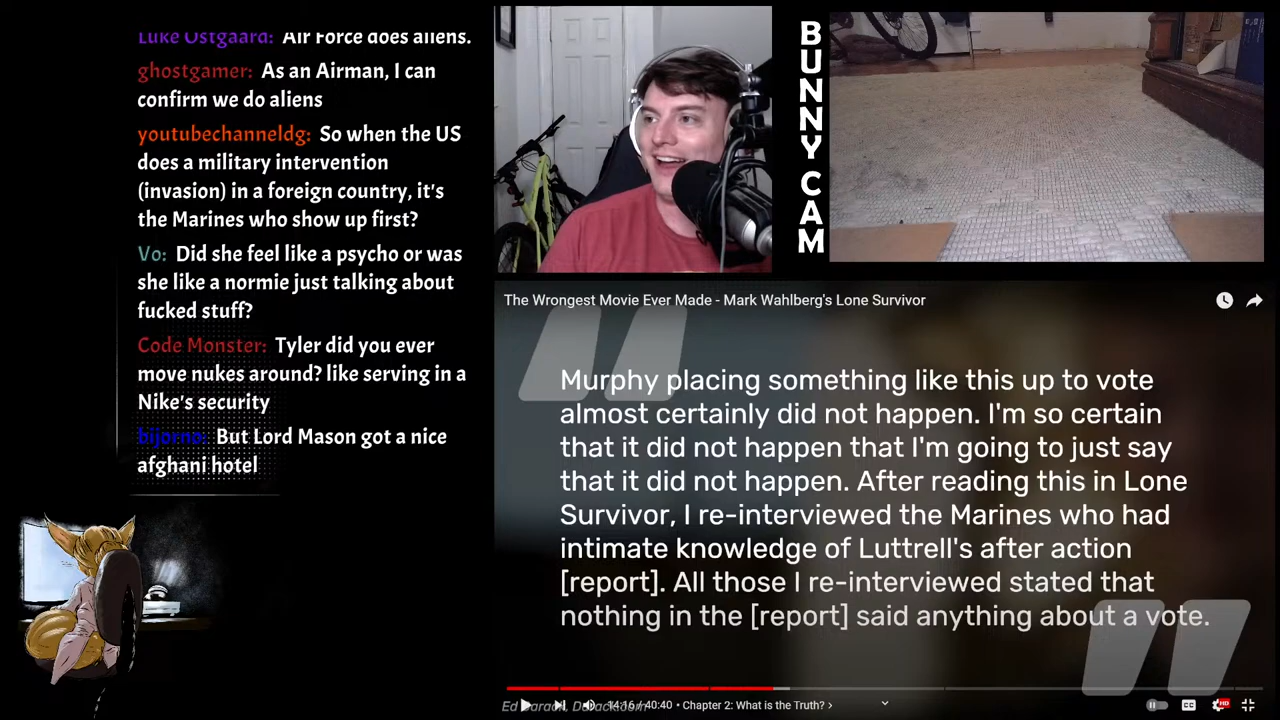 Luke Ostgaard: Air Force does aliens.
ghostgamer: As an Airman, I can
confirm we do aliens
youtubechanneldg: So when the US
does a military intervention
(invasion) in a foreign country, it's
the Marines who show up first?
Vo: Did she feel like a psycho or was
she like a normie just talking about
fucked stuff?
Code Monster: Tyler did you ever
move nukes around? like serving in a
Nike's security
bijorno: But Lord Mason got a nice
afghani hotel
BUNNY CAM
The Wrongest Movie Ever Made - Mark Wahlberg's Lone Survivor
Murphy placing something like this up to vote
almost certainly did not happen. I'm so certain
that it did not happen that I'm going to just say
that it did not happen. After reading this in Lone
Survivor, I re-interviewed the Marines who had
intimate knowledge of Luttrell's after action
[report]. All those I re-interviewed stated that
nothing in the [report] said anything about a vote.
14:16 / 40:40 • Chapter 2: What is the Truth? ›
CC
HD